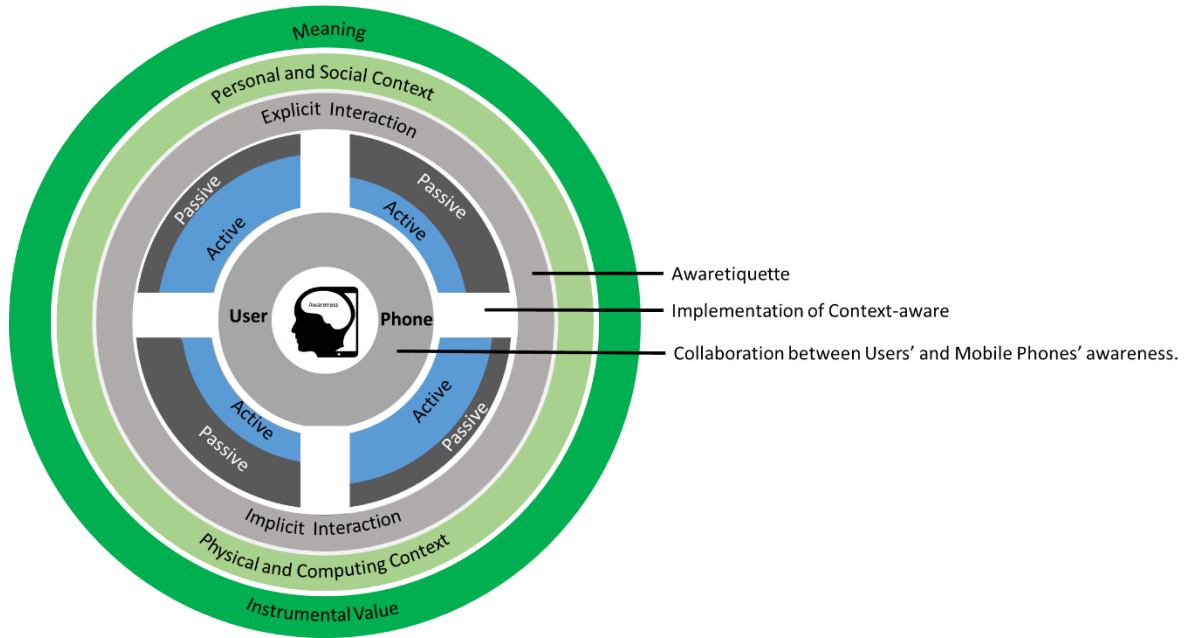 Meaning
Personal and Social Context
Explicit Interaction
Passive
Active
Passive
Active
Awaretiquette
Implementation of Context-aware
Collaboration between Users’ and Mobile Phones’ awareness.
Awareness
User
Phone
Active
Passive
Active
Passive
Implicit Interaction
Physical and Computing Context
Instrumental Value